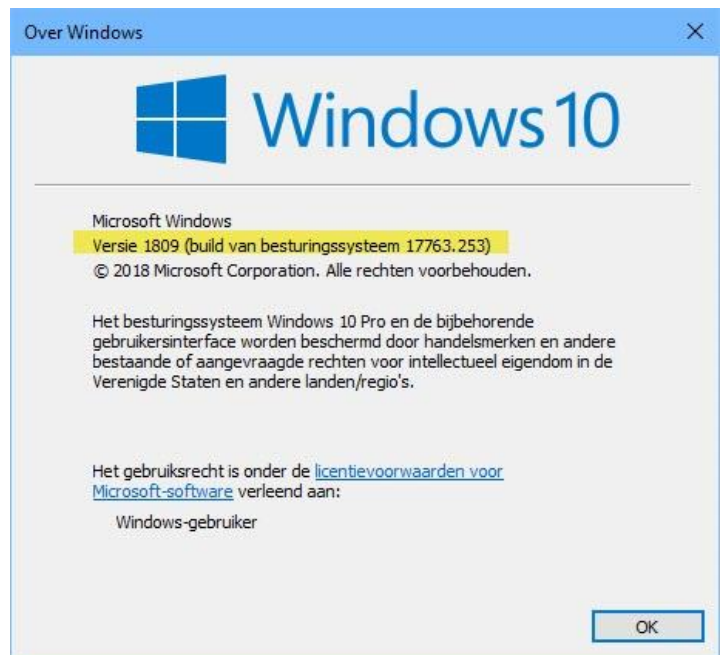 Over Windows
Windows 10
Microsoft Windows
Versie 1809 (build van besturingssysteem 17763.253)
© 2018 Microsoft Corporation. Alle rechten voorbehouden.
Het besturingssysteem Windows 10 Pro en de bijbehorende
gebruikersinterface worden beschermd door handelsmerken en andere
bestaande of aangevraagde rechten voor intellectueel eigendom in de
Verenigde Staten en andere landen/regio's.
Het gebruiksrecht is onder de licentievoorwaarden voor
Microsoft-software verleend aan:
Windows-gebruiker
OK